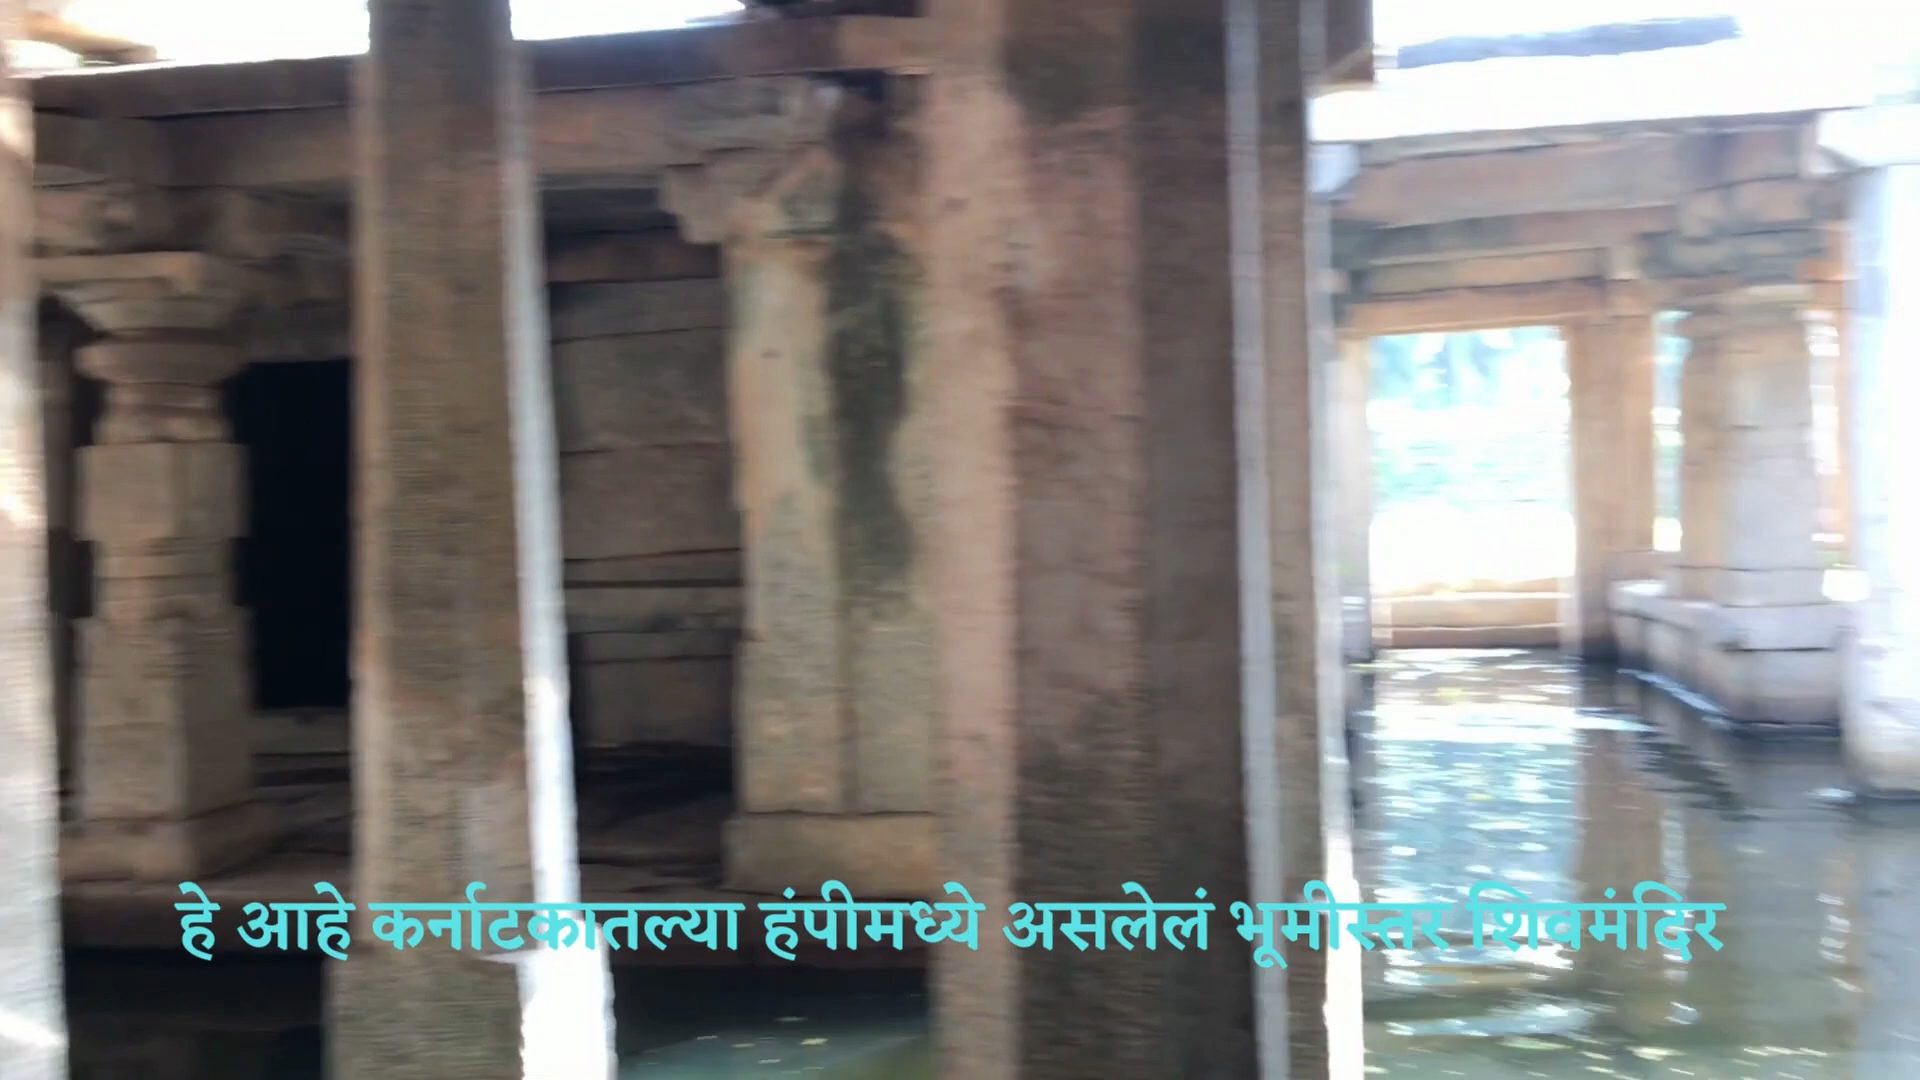 हे आहे कर्नाटकातल्या हंपीमध्ये असलेलं भूमीस्तर शिवमंदिर